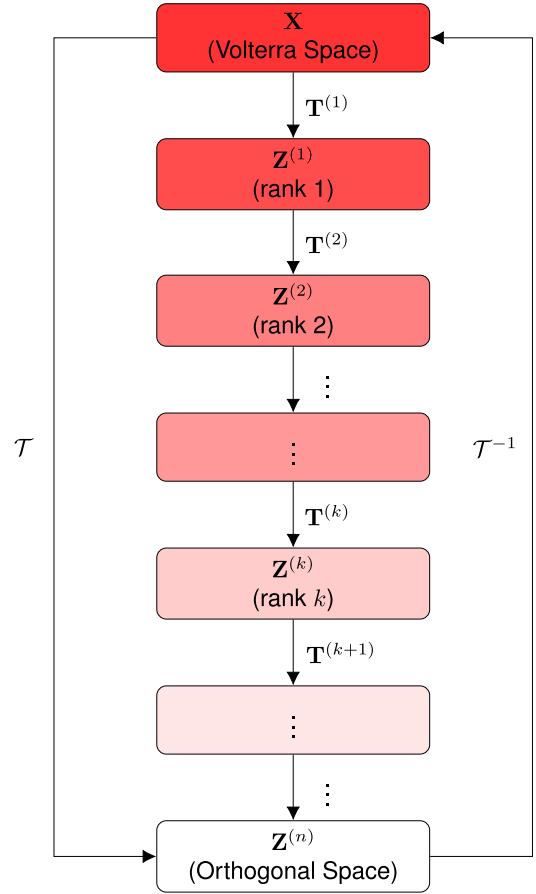 X
(Volterra Space)
T^(1)
Z^(1)
(rank 1)
T^(2)
Z^(2)
(rank 2)
⋮
⋮
T^(k)
Z^(k)
(rank k)
T^(k+1)
⋮
⋮
Z^(n)
(Orthogonal Space)
𝒯
𝒯^−1